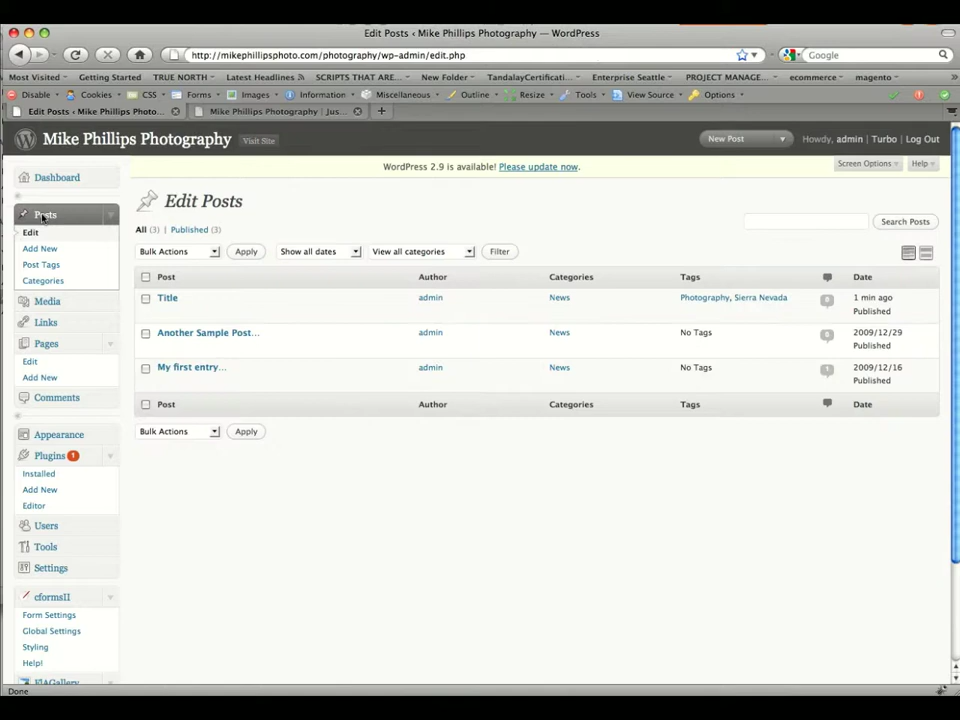 Edit Posts ‹ Mike Phillips Photography — WordPress
http://mikephillipsphoto.com/photography/wp-admin/edit.php
Google
Most Visited Getting Started TRUE NORTH Latest Headlines SCRIPTS THAT ARE... New Folder TandalayCertificati... Enterprise Seattle PROJECT MANAGE... ecommerce magento
Disable Cookies CSS Forms Images Information Miscellaneous Outline Resize Tools View Source Options
Edit Posts ‹ Mike Phillips Photo... Mike Phillips Photography | Jus...
Mike Phillips Photography Visit Site New Post Howdy, admin | Turbo | Log Out
WordPress 2.9 is available! Please update now. Screen Options Help
Dashboard
Posts
Edit
Add New
Post Tags
Categories
Media
Links
Pages
Edit
Add New
Comments
Appearance
Plugins 1
Installed
Add New
Editor
Users
Tools
Settings
cformsII
Form Settings
Global Settings
Styling
Help!
Edit Posts
All (3) | Published (3)
Search Posts
Bulk Actions Apply Show all dates View all categories Filter
Post Author Categories Tags Date
Title admin News Photography, Sierra Nevada 0 1 min ago
Published
Another Sample Post... admin News No Tags 0 2009/12/29
Published
My first entry... admin News No Tags 1 2009/12/16
Published
Post Author Categories Tags Date
Bulk Actions Apply
Done